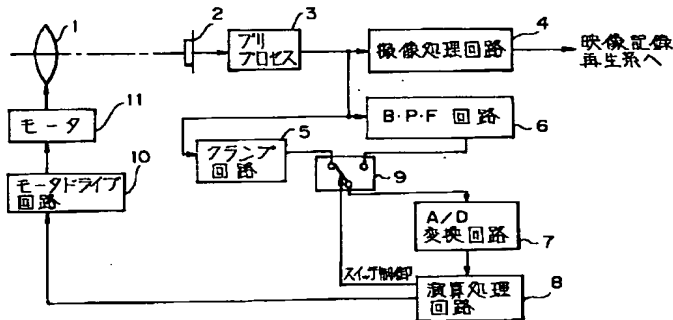 1
2
3
プリ
プロセス
4
撮像処理回路
映像記録
再生系へ
11
モータ
5
クランプ
回路
B・P・F 回路
6
10
モータドライブ
回路
9
A/D
変換回路
7
スイッチ制御
演算処理
回路
8